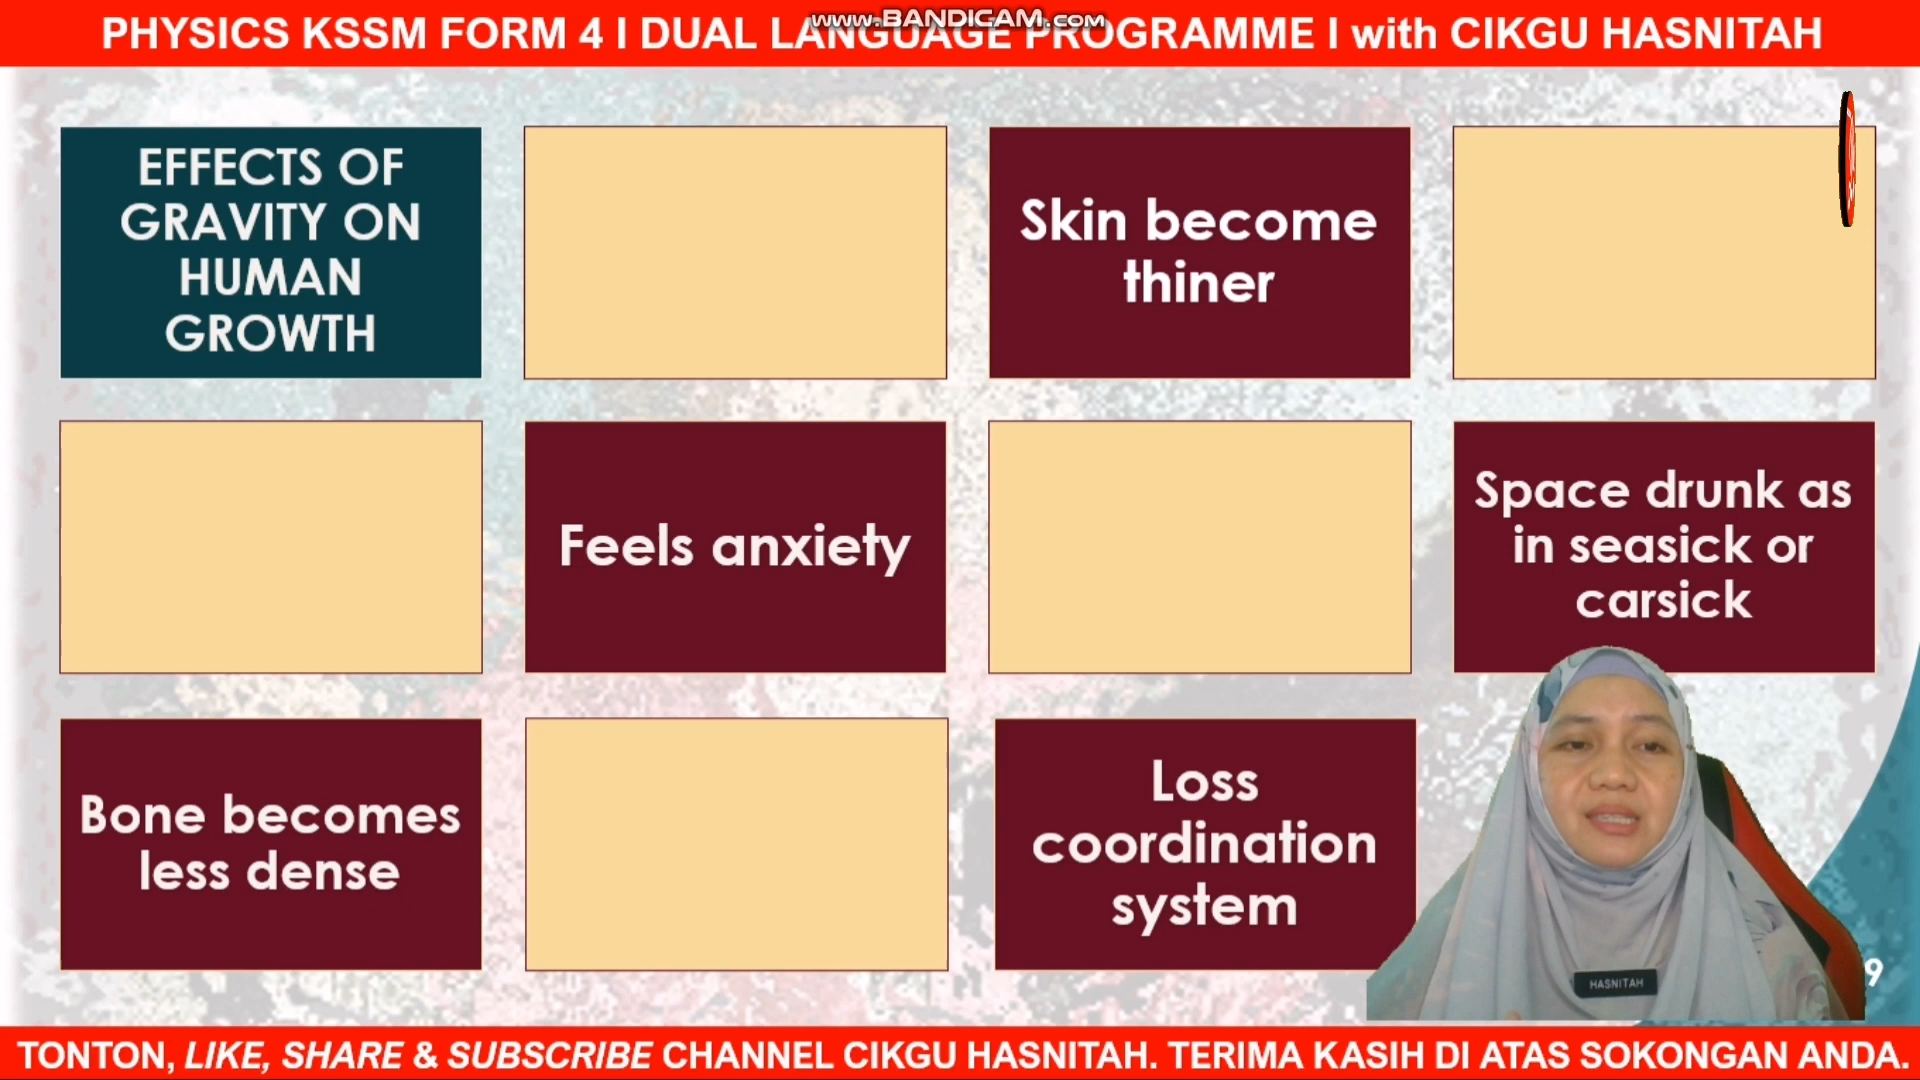 www.BANDICAM.com
PHYSICS KSSM FORM 4 I DUAL LANGUAGE PROGRAMME I with CIKGU HASNITAH
EFFECTS OF
GRAVITY ON
HUMAN
GROWTH
Skin become
thiner
Feels anxiety
Space drunk as
in seasick or
carsick
Bone becomes
less dense
Loss
coordination
system
HASNITAH
9
TONTON, LIKE, SHARE & SUBSCRIBE CHANNEL CIKGU HASNITAH. TERIMA KASIH DI ATAS SOKONGAN ANDA.